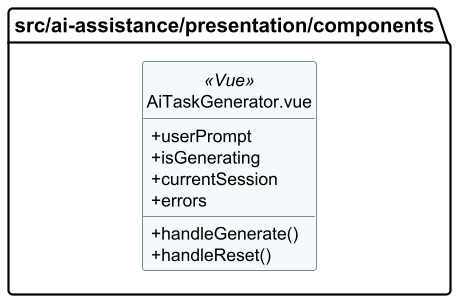 src/ai-assistance/presentation/components
«Vue»
AiTaskGenerator.vue
+userPrompt
+isGenerating
+currentSession
+errors
+handleGenerate()
+handleReset()